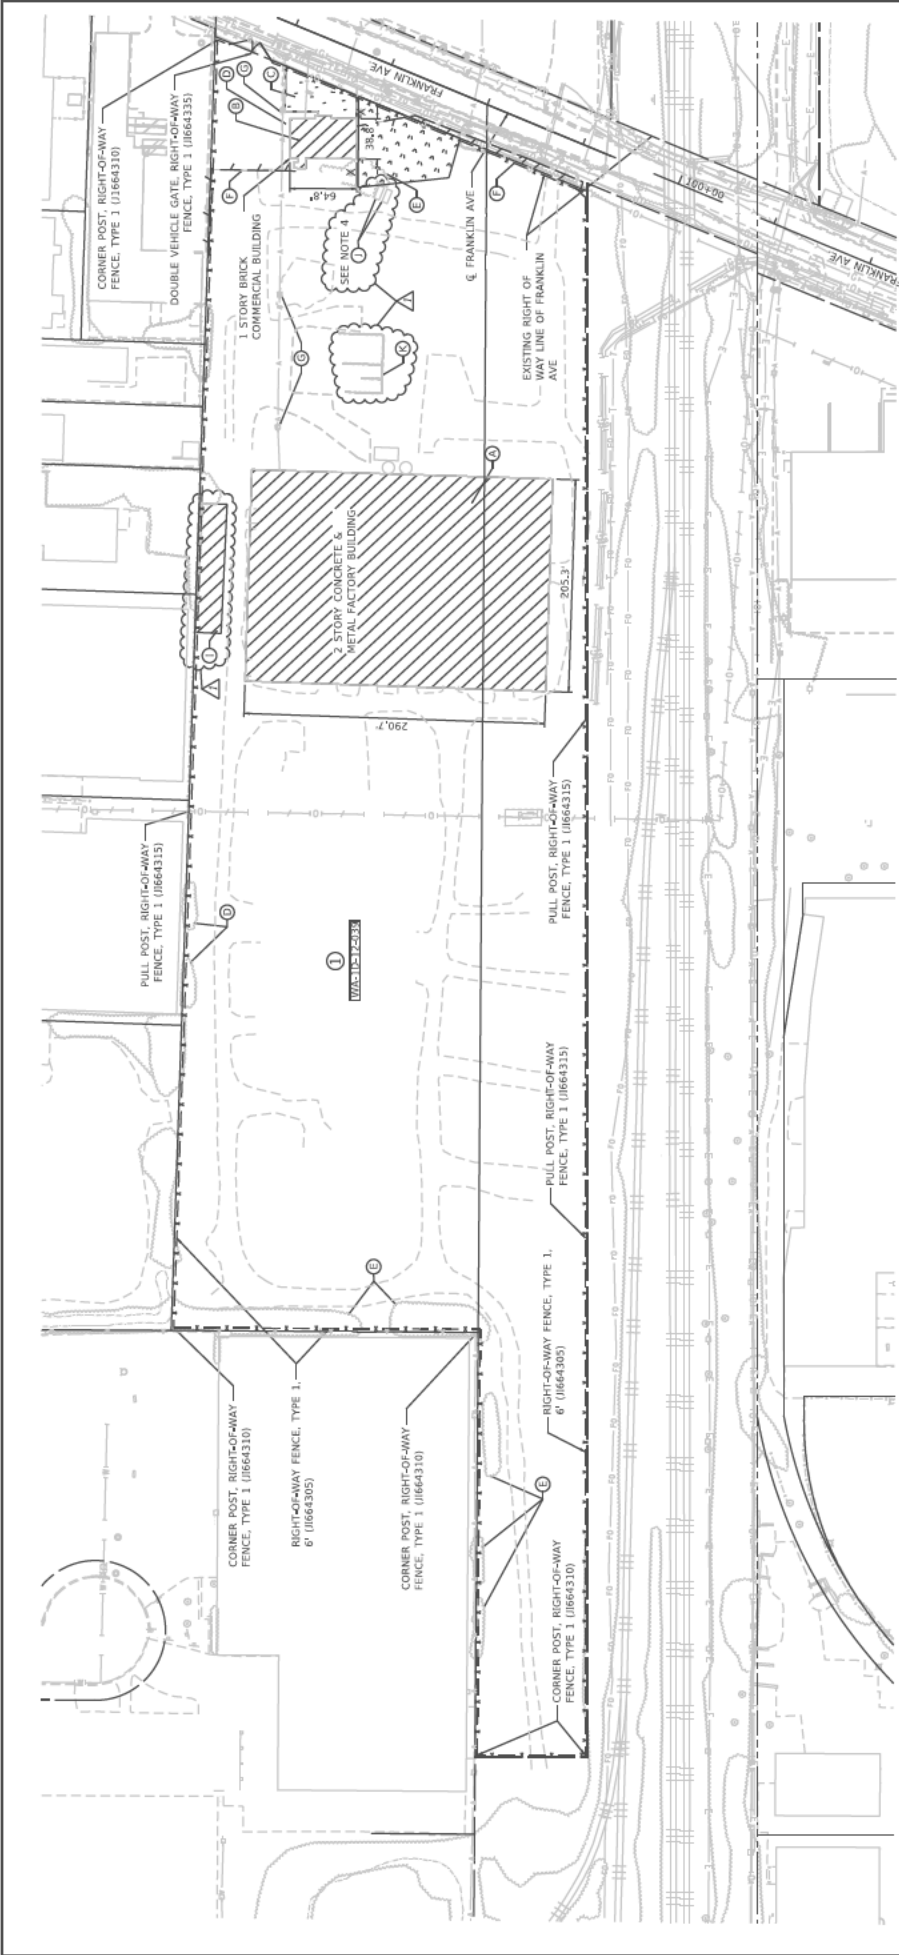 CORNER POST, RIGHT-OF-WAY
FENCE, TYPE 1 (JI664310)
DOUBLE VEHICLE GATE, RIGHT-OF-WAY
FENCE, TYPE 1 (JI664335)
D
G
C
B
F
1 STORY BRICK
COMMERCIAL BUILDING
64.8'
38.8'
E
SEE NOTE 4
J
1
K
G
FRANKLIN AVE
℄ FRANKLIN AVE
F
EXISTING RIGHT OF
WAY LINE OF FRANKLIN
AVE
1100+00
FRANKLIN AVE
A
2 STORY CONCRETE &
METAL FACTORY BUILDING
205.3'
290.7'
I
1
PULL POST, RIGHT-OF-WAY
FENCE, TYPE 1 (JI664315)
PULL POST, RIGHT-OF-WAY
FENCE, TYPE 1 (JI664315)
D
1
PULL POST, RIGHT-OF-WAY
FENCE, TYPE 1 (JI664315)
E
RIGHT-OF-WAY FENCE, TYPE 1,
6' (JI664305)
CORNER POST, RIGHT-OF-WAY
FENCE, TYPE 1 (JI664310)
RIGHT-OF-WAY FENCE, TYPE 1,
6' (JI664305)
CORNER POST, RIGHT-OF-WAY
FENCE, TYPE 1 (JI664310)
E
CORNER POST, RIGHT-OF-WAY
FENCE, TYPE 1 (JI664310)